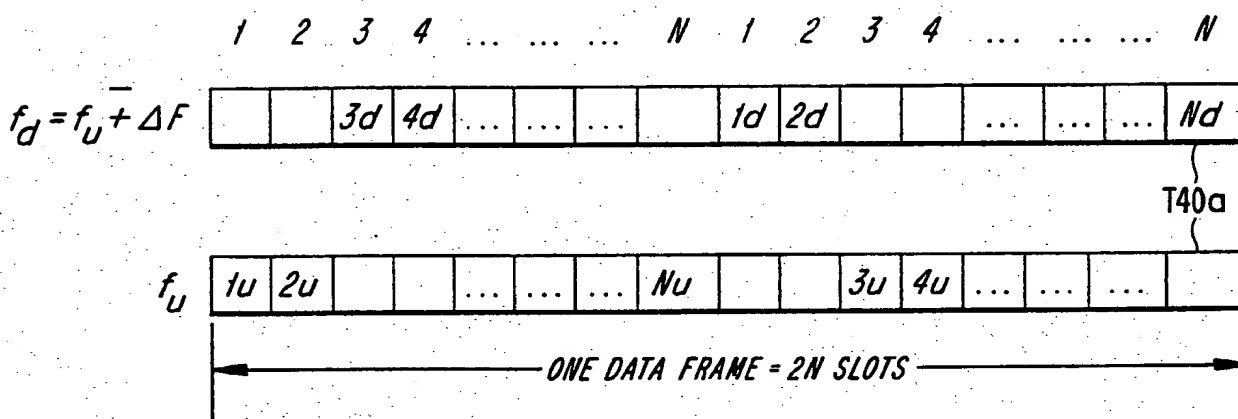 1 2 3 4 ... ... ... N 1 2 3 4 ... ... ... N
f_d = f_u ∓ ΔF 3d 4d ... ... ... 1d 2d ... ... ... Nd
T40a
f_u 1u 2u ... ... ... Nu 3u 4u ... ... ...
ONE DATA FRAME = 2N SLOTS